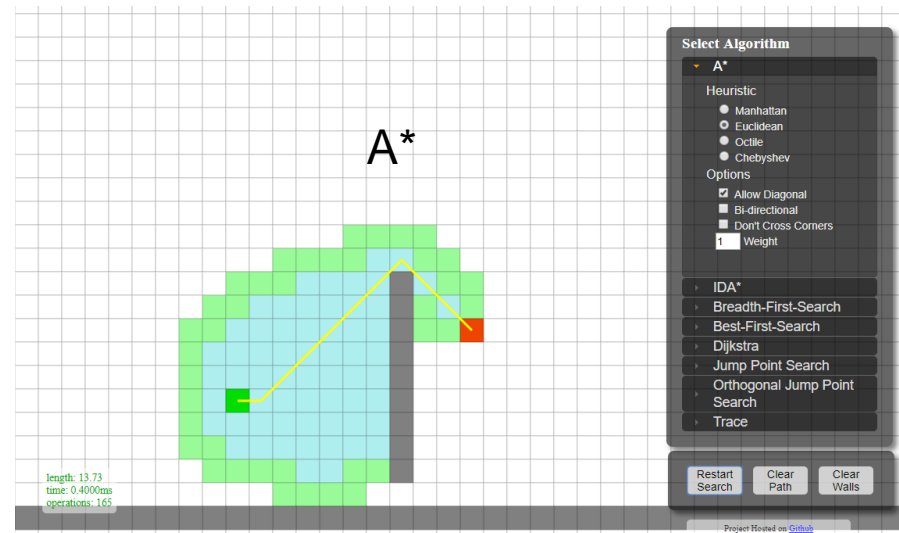 Select Algorithm
A*
Heuristic
Manhattan
Euclidean
Octile
Chebyshev
Options
Allow Diagonal
Bi-directional
Don't Cross Corners
1 Weight
IDA*
Breadth-First-Search
Best-First-Search
Dijkstra
Jump Point Search
Orthogonal Jump Point
Search
Trace
A*
length: 13.73
time: 0.4000ms
operations: 165
Restart
Search
Clear
Path
Clear
Walls
Project Hosted on Github